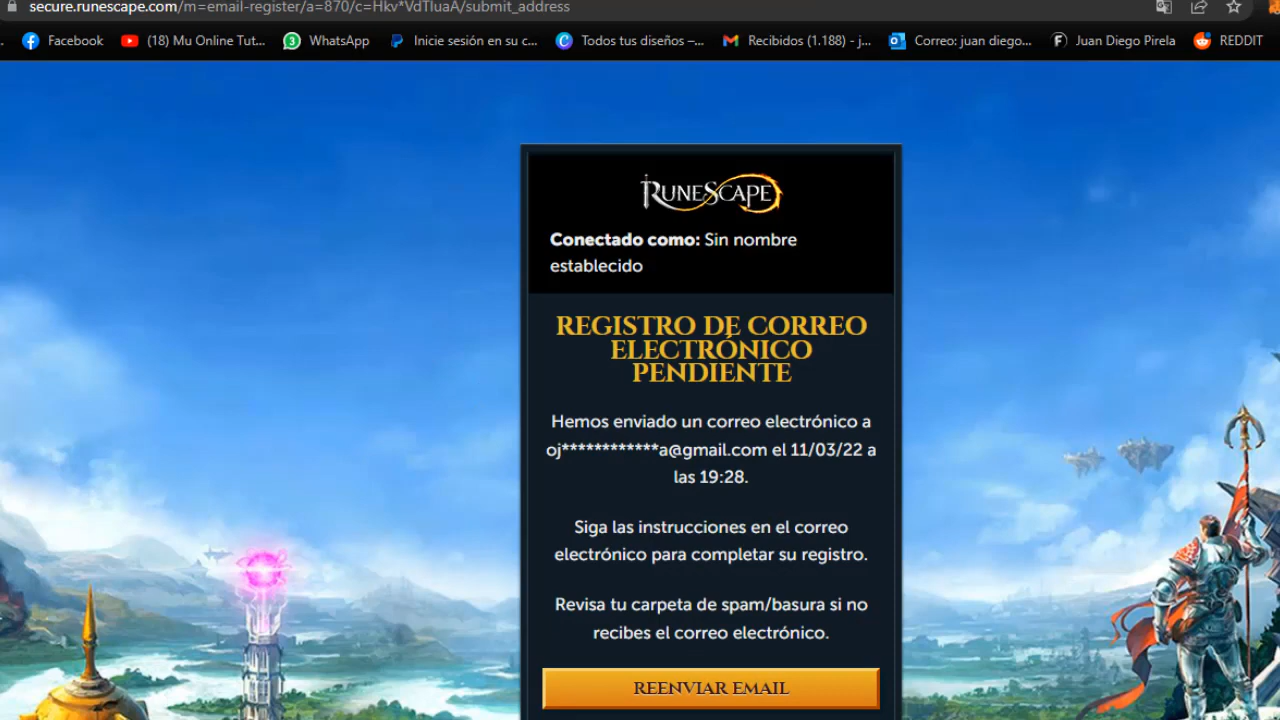 secure.runescape.com/m=email-register/a=870/c=Hkv*VdTIuaA/submit_address
Facebook (18) Mu Online Tut... WhatsApp Inicie sesión en su c... Todos tus diseños –... Recibidos (1.188) - j... Correo: juan diego... Juan Diego Pirela REDDIT
RUNESCAPE
Conectado como: Sin nombre
establecido
REGISTRO DE CORREO
ELECTRÓNICO
PENDIENTE
Hemos enviado un correo electrónico a
oj************a@gmail.com el 11/03/22 a
las 19:28.
Siga las instrucciones en el correo
electrónico para completar su registro.
Revisa tu carpeta de spam/basura si no
recibes el correo electrónico.
REENVIAR EMAIL